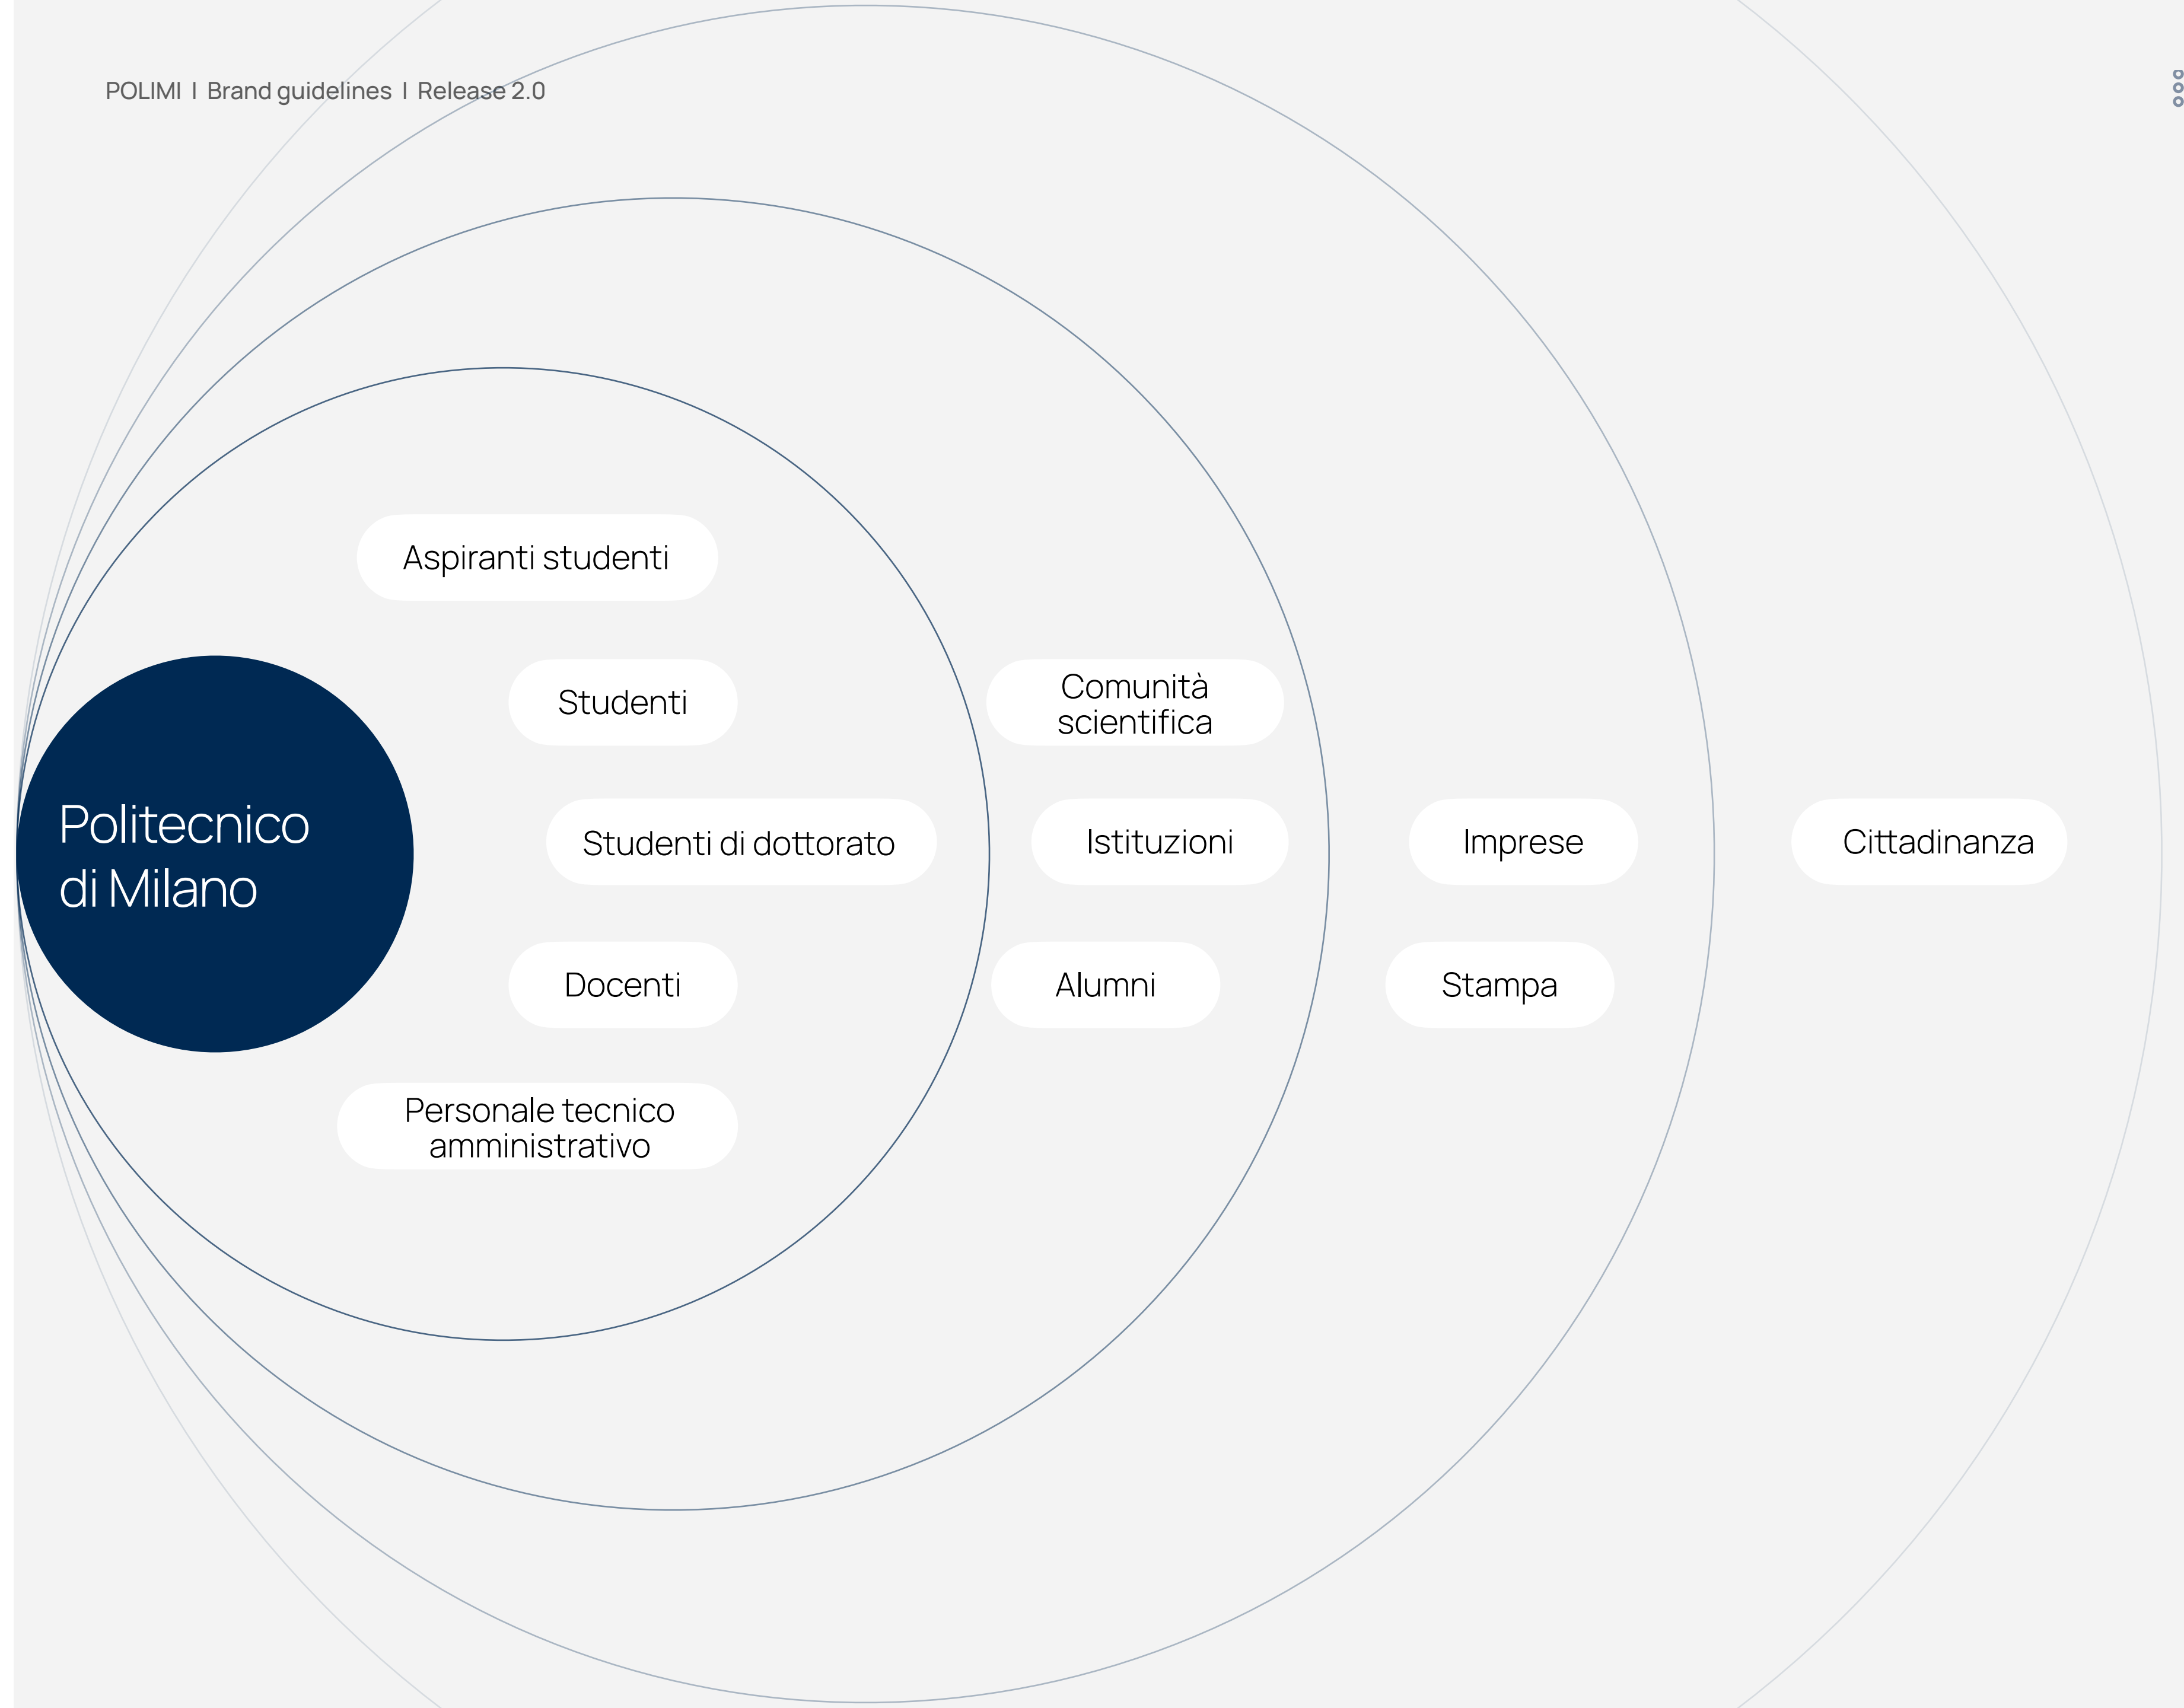 POLIMI | Brand guidelines | Release 2.0
Aspiranti studenti
Studenti
Comunità
scientifica
Politecnico
di Milano
Studenti di dottorato
Istituzioni
Imprese
Cittadinanza
Docenti
Alumni
Stampa
Personale tecnico
amministrativo